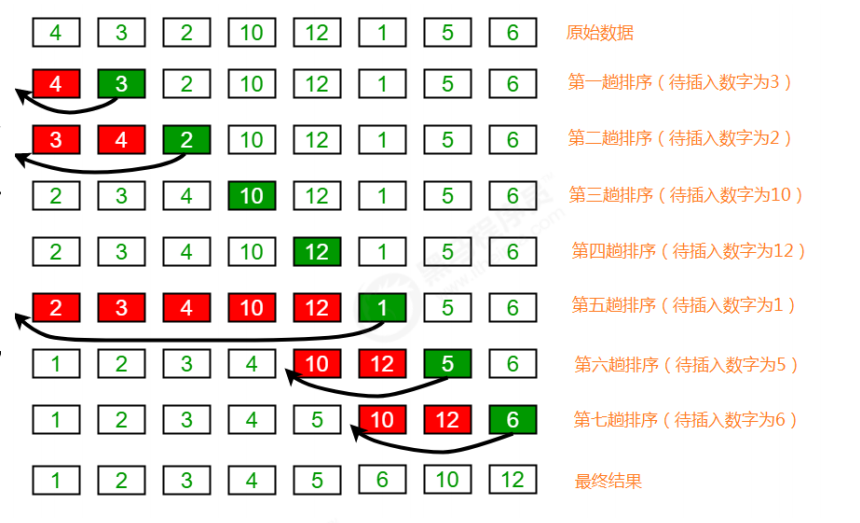 4 3 2 10 12 1 5 6 原始数据
4 3 2 10 12 1 5 6 第一趟排序（待插入数字为3）
3 4 2 10 12 1 5 6 第二趟排序（待插入数字为2）
2 3 4 10 12 1 5 6 第三趟排序（待插入数字为10）
2 3 4 10 12 1 5 6 第四趟排序（待插入数字为12）
2 3 4 10 12 1 5 6 第五趟排序（待插入数字为1）
1 2 3 4 10 12 5 6 第六趟排序（待插入数字为5）
1 2 3 4 5 10 12 6 第七趟排序（待插入数字为6）
1 2 3 4 5 6 10 12 最终结果